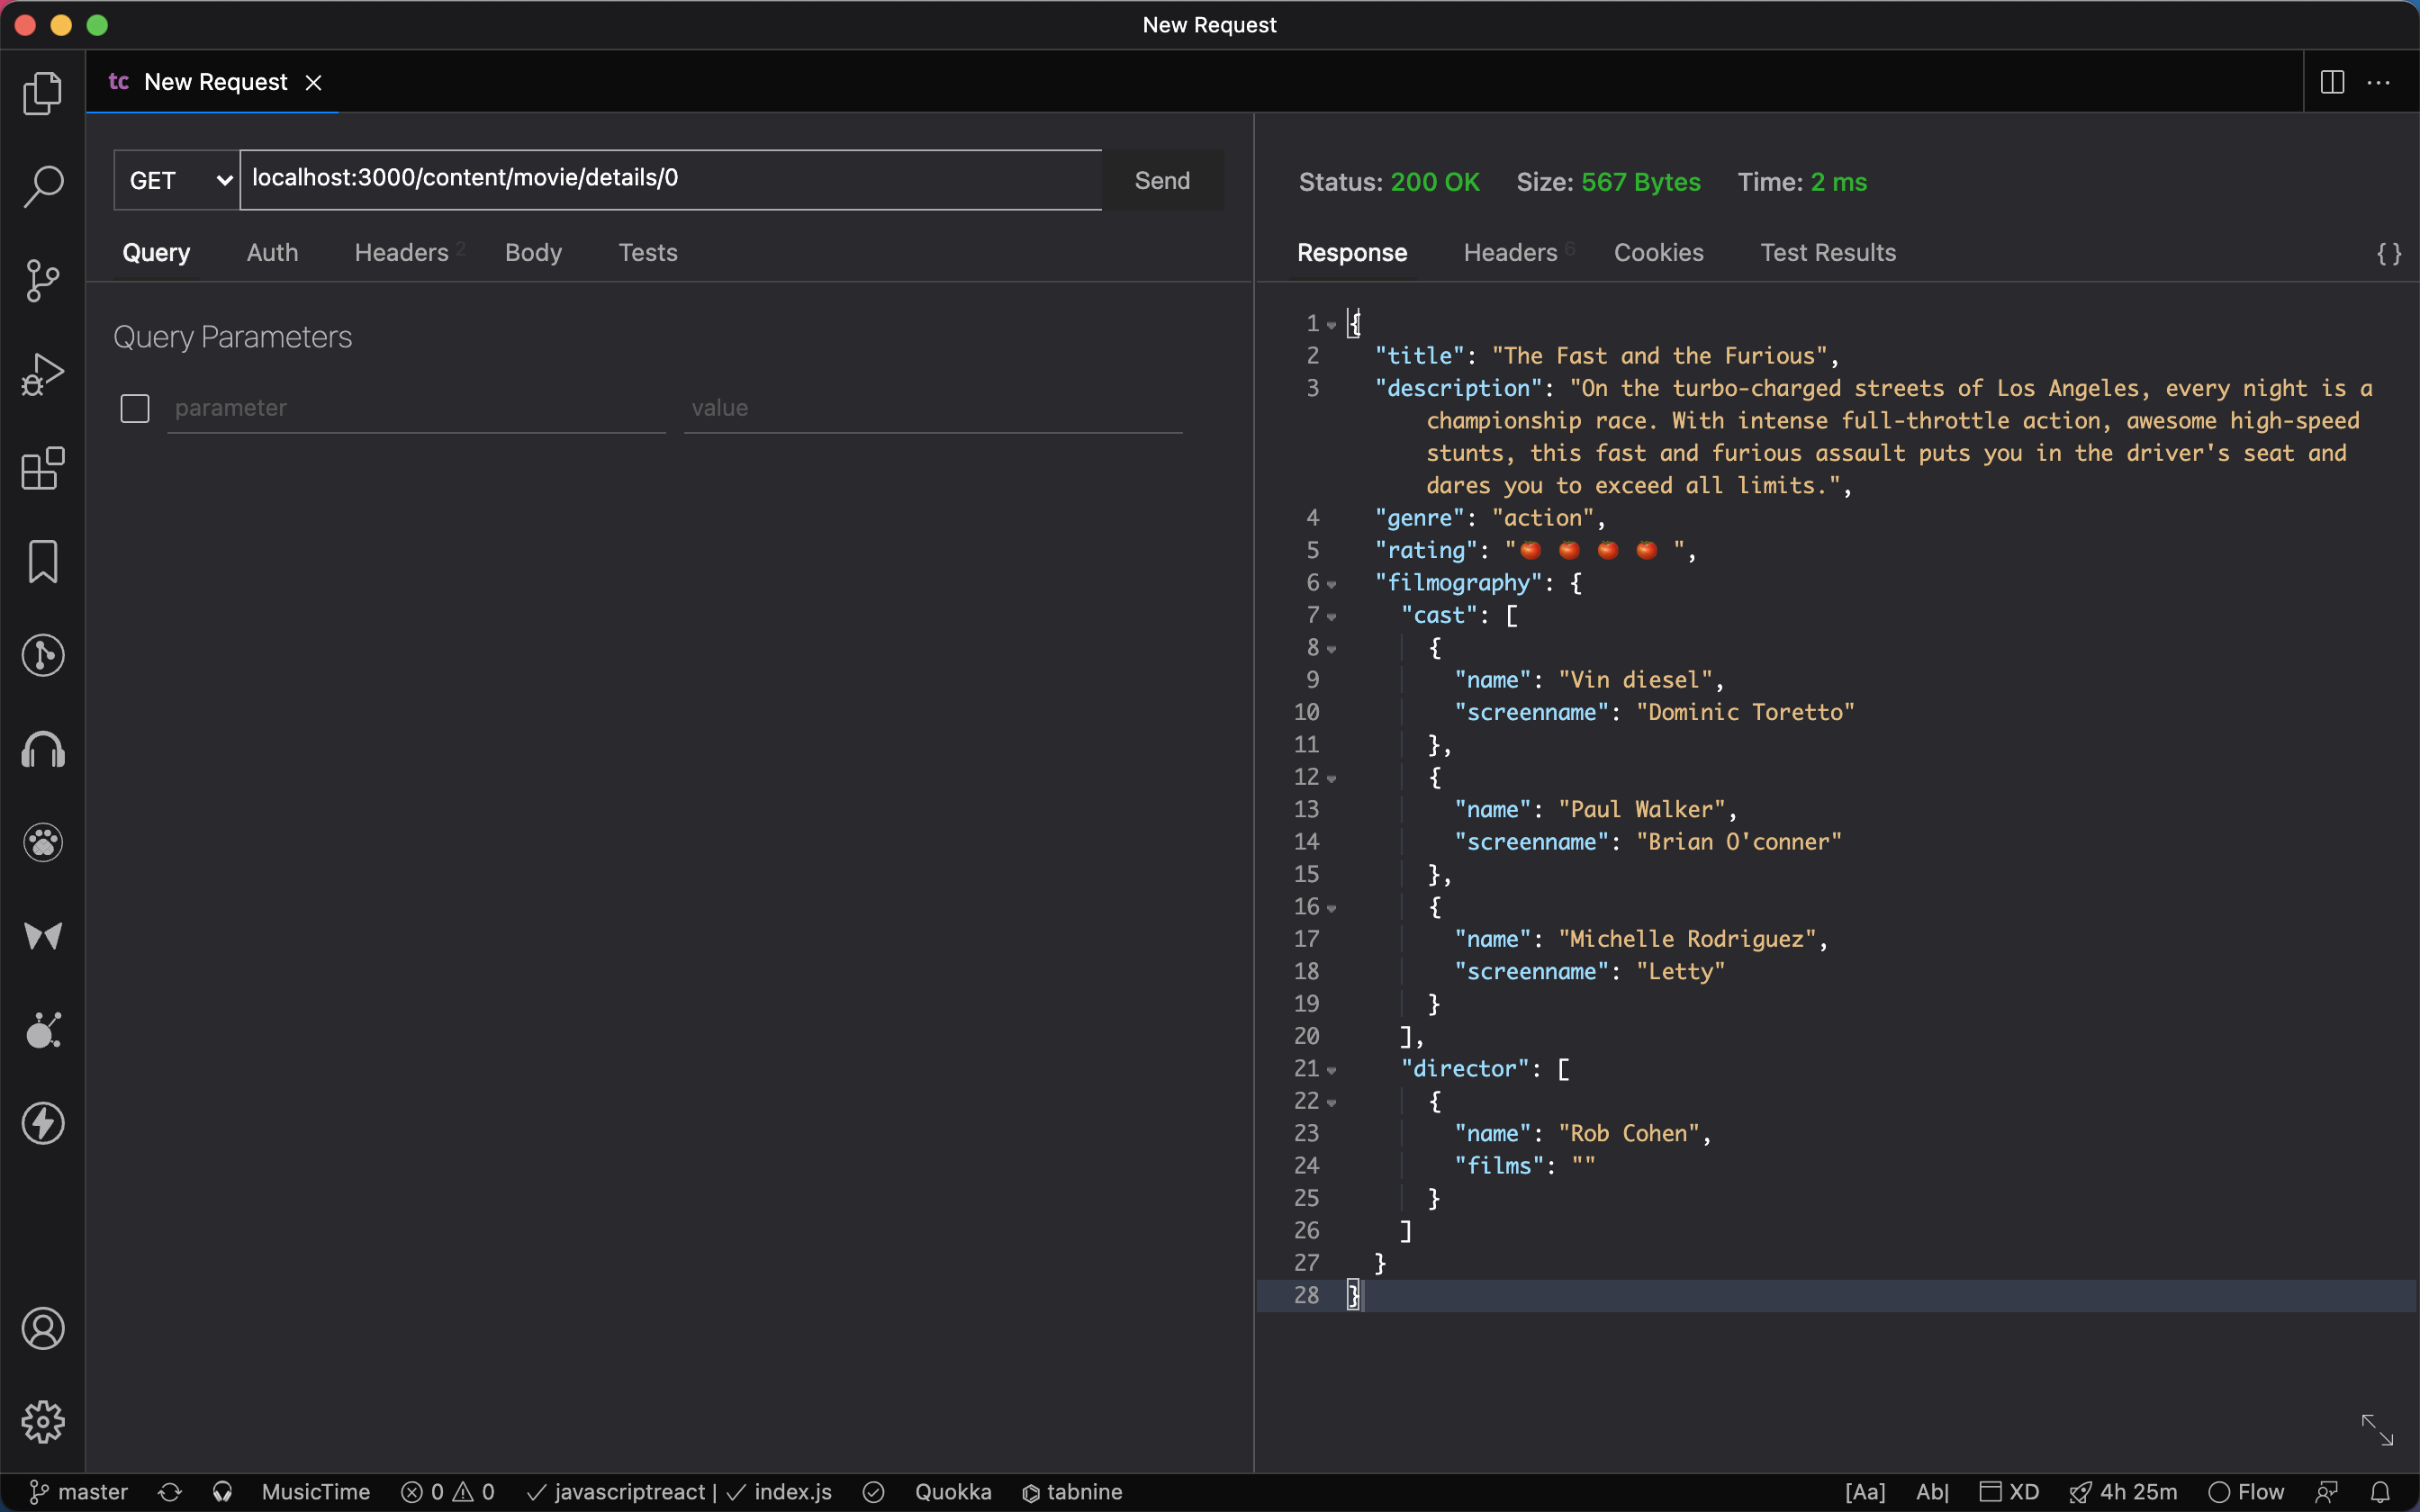 New Request
tc New Request
GET localhost:3000/content/movie/details/0 Send
Query Auth Headers 2 Body Tests
Query Parameters
parameter value
Status: 200 OK Size: 567 Bytes Time: 2 ms
Response Headers 6 Cookies Test Results {}
1 {
2 "title": "The Fast and the Furious",
3 "description": "On the turbo-charged streets of Los Angeles, every night is a
championship race. With intense full-throttle action, awesome high-speed
stunts, this fast and furious assault puts you in the driver's seat and
dares you to exceed all limits.",
4 "genre": "action",
5 "rating": "🍅 🍅 🍅 🍅 ",
6 "filmography": {
7 "cast": [
8 {
9 "name": "Vin diesel",
10 "screenname": "Dominic Toretto"
11 },
12 {
13 "name": "Paul Walker",
14 "screenname": "Brian O'conner"
15 },
16 {
17 "name": "Michelle Rodriguez",
18 "screenname": "Letty"
19 }
20 ],
21 "director": [
22 {
23 "name": "Rob Cohen",
24 "films": ""
25 }
26 ]
27 }
28 }
master MusicTime 0 0 javascriptreact | index.js Quokka tabnine [Aa] Ab| XD 4h 25m Flow